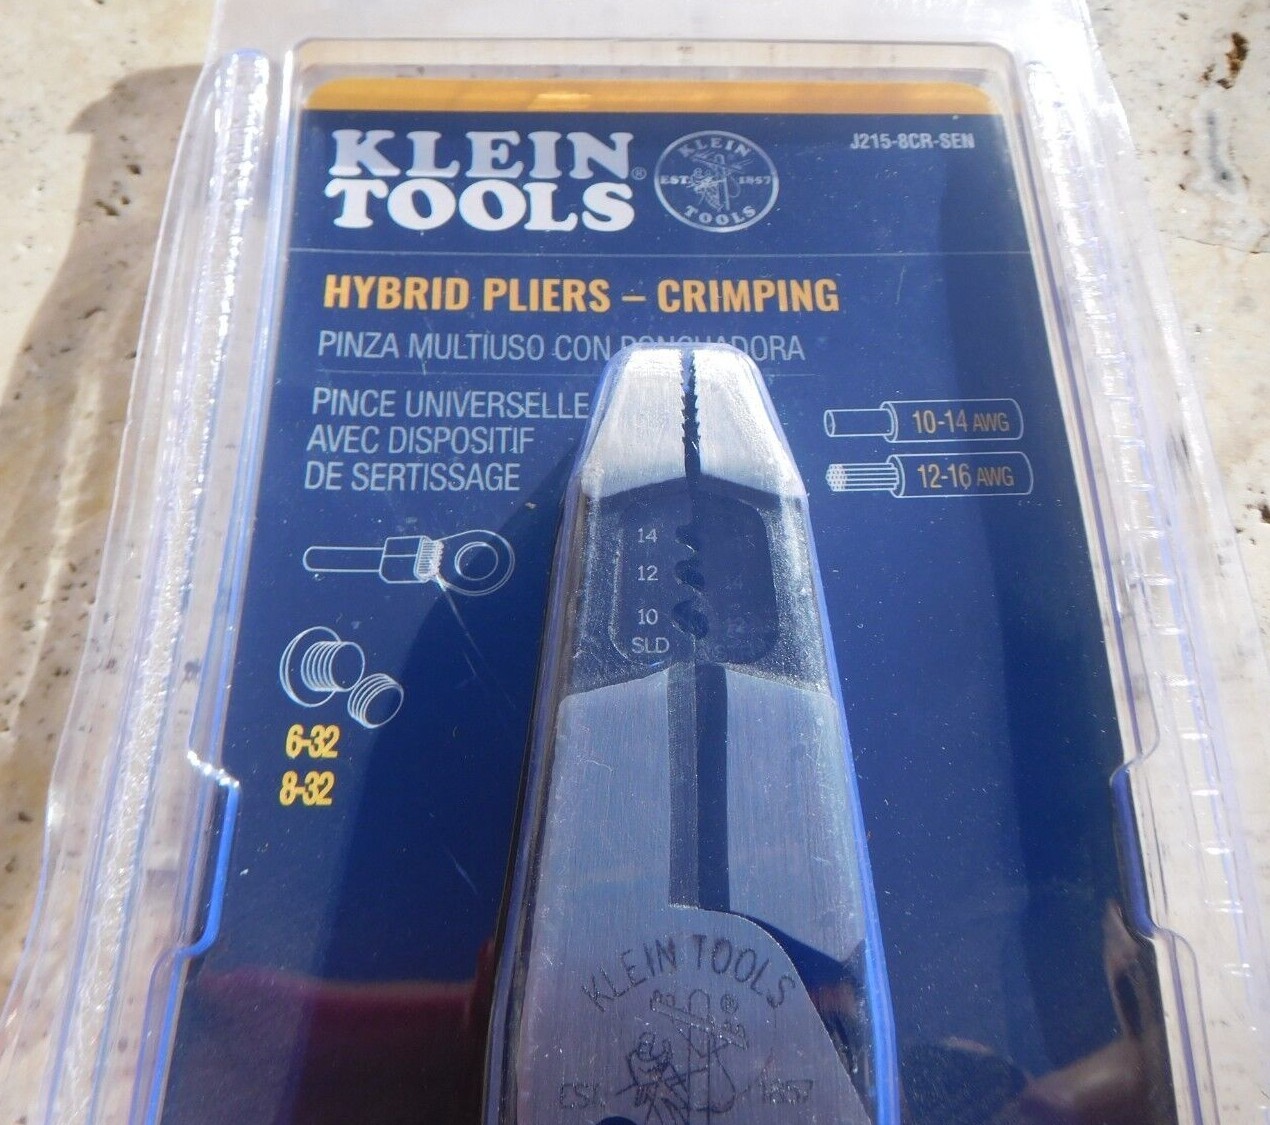 KLEIN
TOOLS®
KLEIN
EST. 1857
TOOLS
J215-8CR-SEN
HYBRID PLIERS – CRIMPING
PINZA MULTIUSO CON PONCHADORA
PINCE UNIVERSELLE
AVEC DISPOSITIF
DE SERTISSAGE
10-14 AWG
12-16 AWG
14
12
10
SLD
6-32
8-32
KLEIN TOOLS
EST. 1857